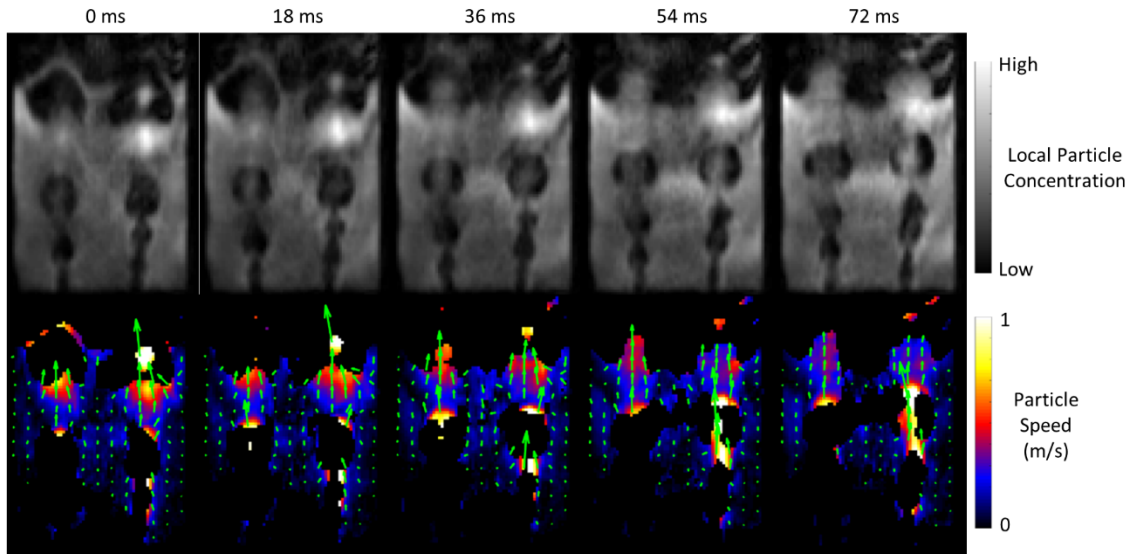 0 ms
18 ms
36 ms
54 ms
72 ms
High
Local Particle
Concentration
Low
1
Particle
Speed
(m/s)
0